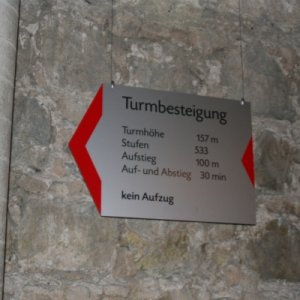 Turmbesteigung
Turmhöhe 157 m
Stufen 533
Aufstieg 100 m
Auf- und Abstieg 30 min
kein Aufzug